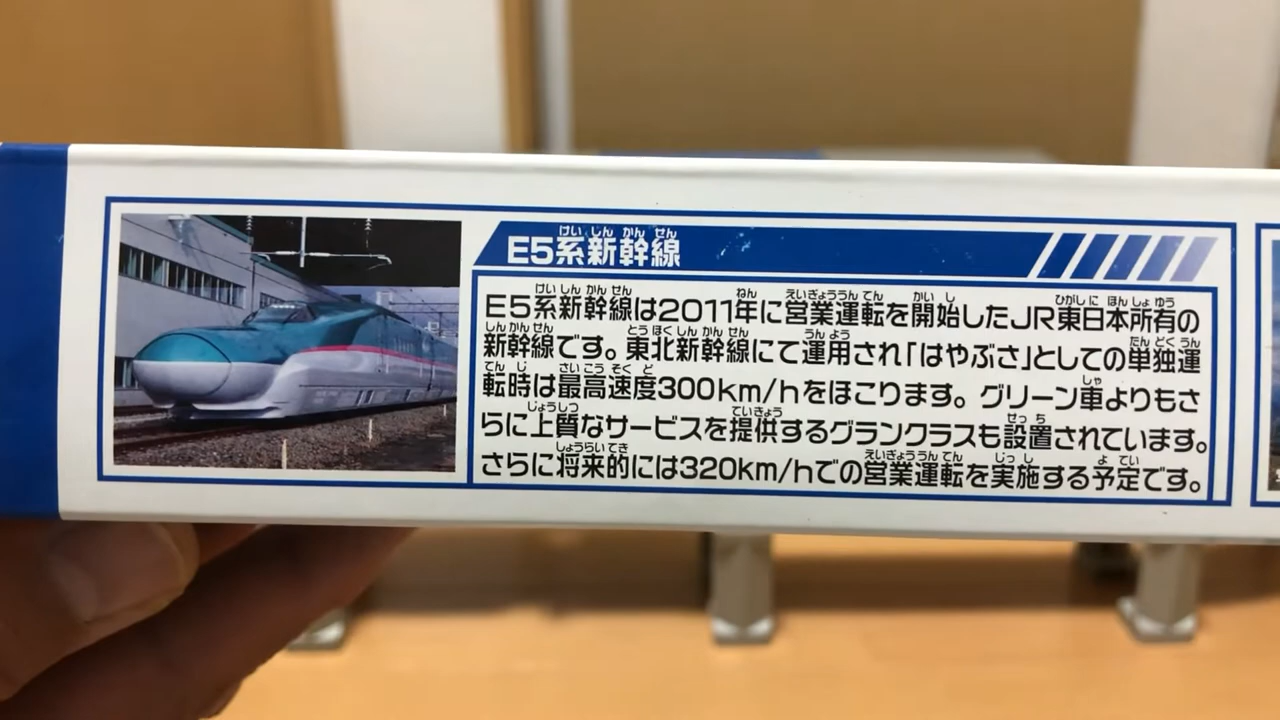 E5系新幹線
E5系新幹線は2011年に営業運転を開始したJR東日本所有の
新幹線です。東北新幹線にて運用され「はやぶさ」としての単独運
転時は最高速度300km/hをほこります。グリーン車よりもさ
らに上質なサービスを提供するグランクラスも設置されています。
さらに将来的には320km/hでの営業運転を実施する予定です。